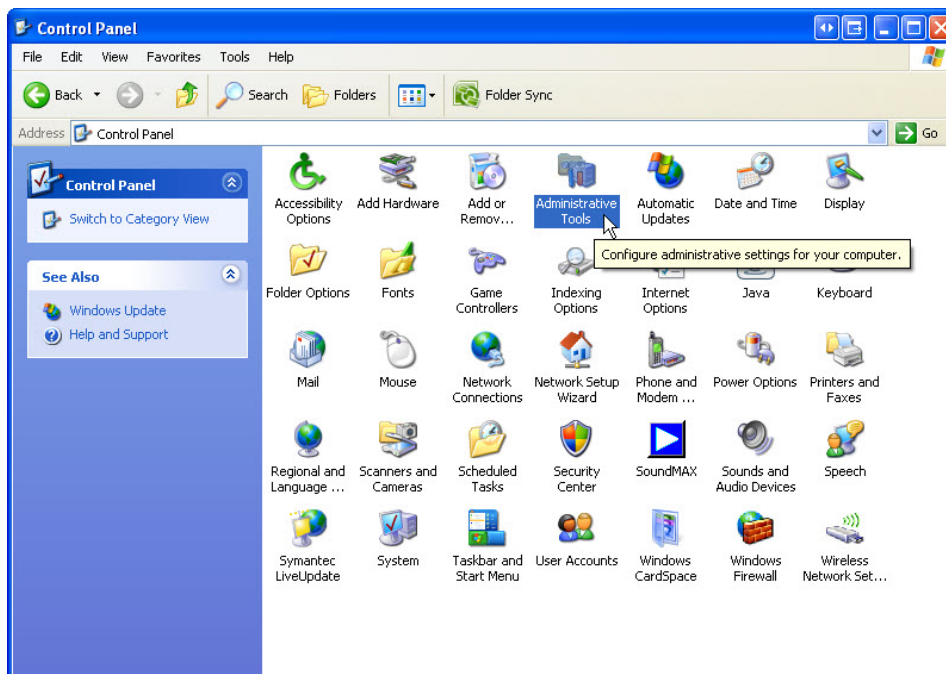 Control Panel
File Edit View Favorites Tools Help
Back Search Folders Folder Sync
Address Control Panel Go
Control Panel
Switch to Category View
See Also
Windows Update
Help and Support
Accessibility Options
Add Hardware
Add or Remov...
Administrative Tools
Automatic Updates
Date and Time
Display
Configure administrative settings for your computer.
Folder Options
Fonts
Game Controllers
Indexing Options
Internet Options
Java
Keyboard
Mail
Mouse
Network Connections
Network Setup Wizard
Phone and Modem ...
Power Options
Printers and Faxes
Regional and Language ...
Scanners and Cameras
Scheduled Tasks
Security Center
SoundMAX
Sounds and Audio Devices
Speech
Symantec LiveUpdate
System
Taskbar and Start Menu
User Accounts
Windows CardSpace
Windows Firewall
Wireless Network Set...